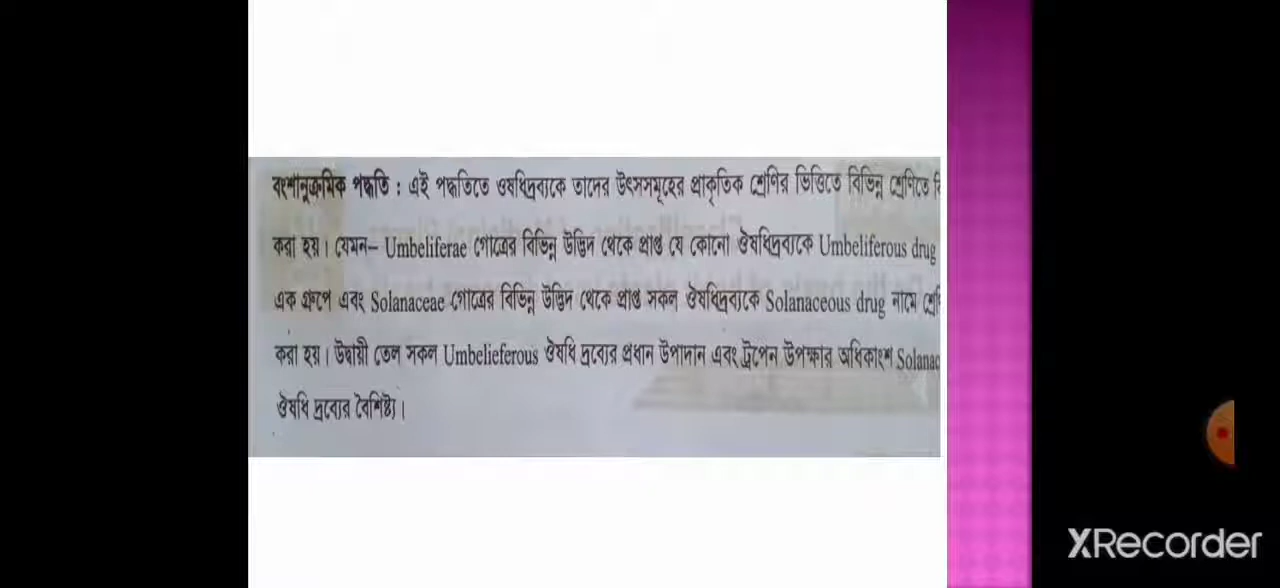 বংশানুক্রমিক পদ্ধতি : এই পদ্ধতিতে ওষধিদ্রব্যকে তাদের উৎসসমূহের প্রাকৃতিক শ্রেণির ভিত্তিতে বিভিন্ন শ্রেণিতে
করা হয়। যেমন– Umbeliferae গোত্রের বিভিন্ন উদ্ভিদ থেকে প্রাপ্ত যে কোনো ঔষধিদ্রব্যকে Umbeliferous drug
এক গ্রুপে এবং Solanaceae গোত্রের বিভিন্ন উদ্ভিদ থেকে প্রাপ্ত সকল ঔষধিদ্রব্যকে Solanaceous drug নামে
করা হয়। উদ্বায়ী তেল সকল Umbelieferous ঔষধি দ্রব্যের প্রধান উপাদান এবং ট্রপেন উপক্ষার অধিকাংশ Solanac
ঔষধি দ্রব্যের বৈশিষ্ট্য।
XRecorder